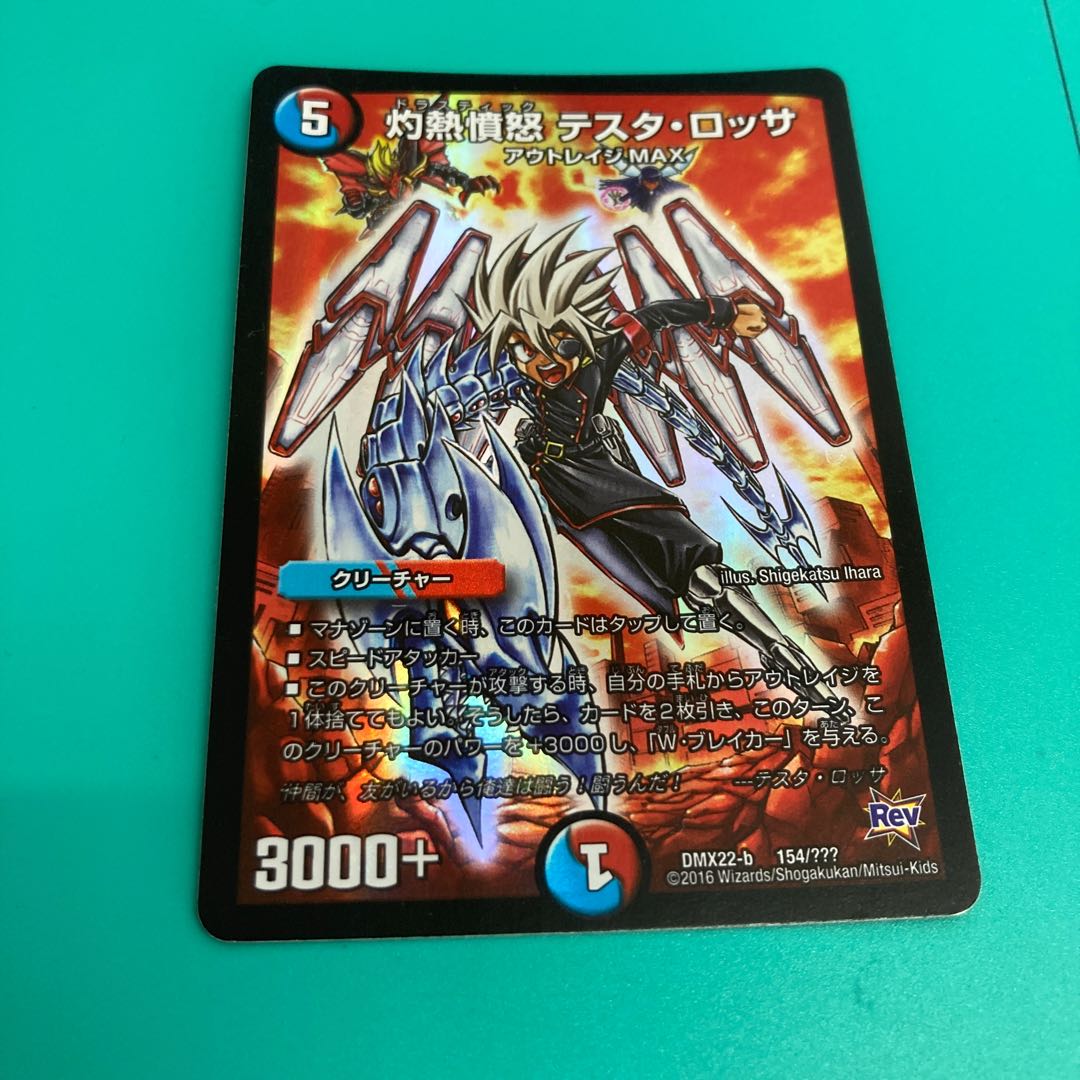 5
ドラスティック
灼熱憤怒 テスタ・ロッサ
アウトレイジ MAX
クリーチャー
illus. Shigekatsu Ihara
■ マナゾーンに置く時、このカードはタップして置く。
■ スピードアタッカー
■ このクリーチャーが攻撃する時、自分の手札からアウトレイジを
1体捨ててもよい。そうしたら、カードを2枚引き、このターン、こ
のクリーチャーのパワーを+3000し、「W・ブレイカー」を与える。
仲間が、友がいるから俺達は闘う！闘うんだ！ ---テスタ・ロッサ
Rev
3000+
1
DMX22-b 154/???
©2016 Wizards/Shogakukan/Mitsui-Kids